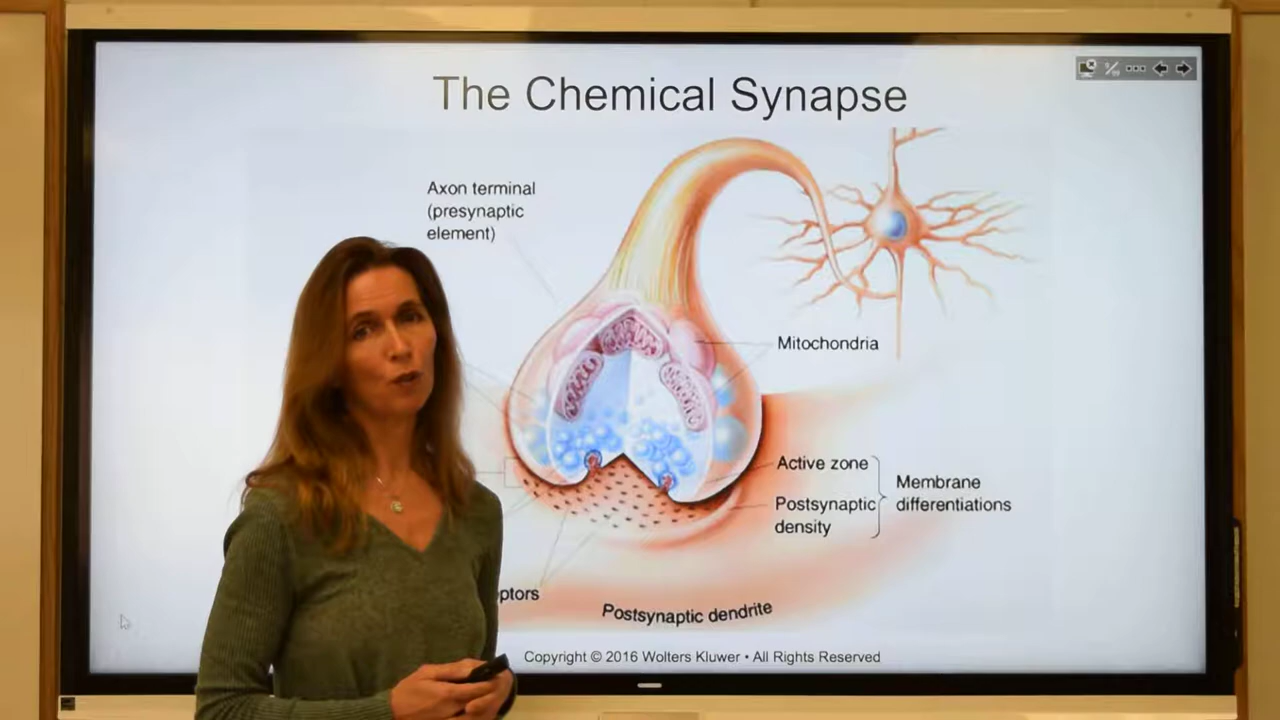 The Chemical Synapse
Axon terminal
(presynaptic
element)
Mitochondria
Active zone
Postsynaptic
density
Membrane
differentiations
ptors
Postsynaptic dendrite
Copyright © 2016 Wolters Kluwer • All Rights Reserved